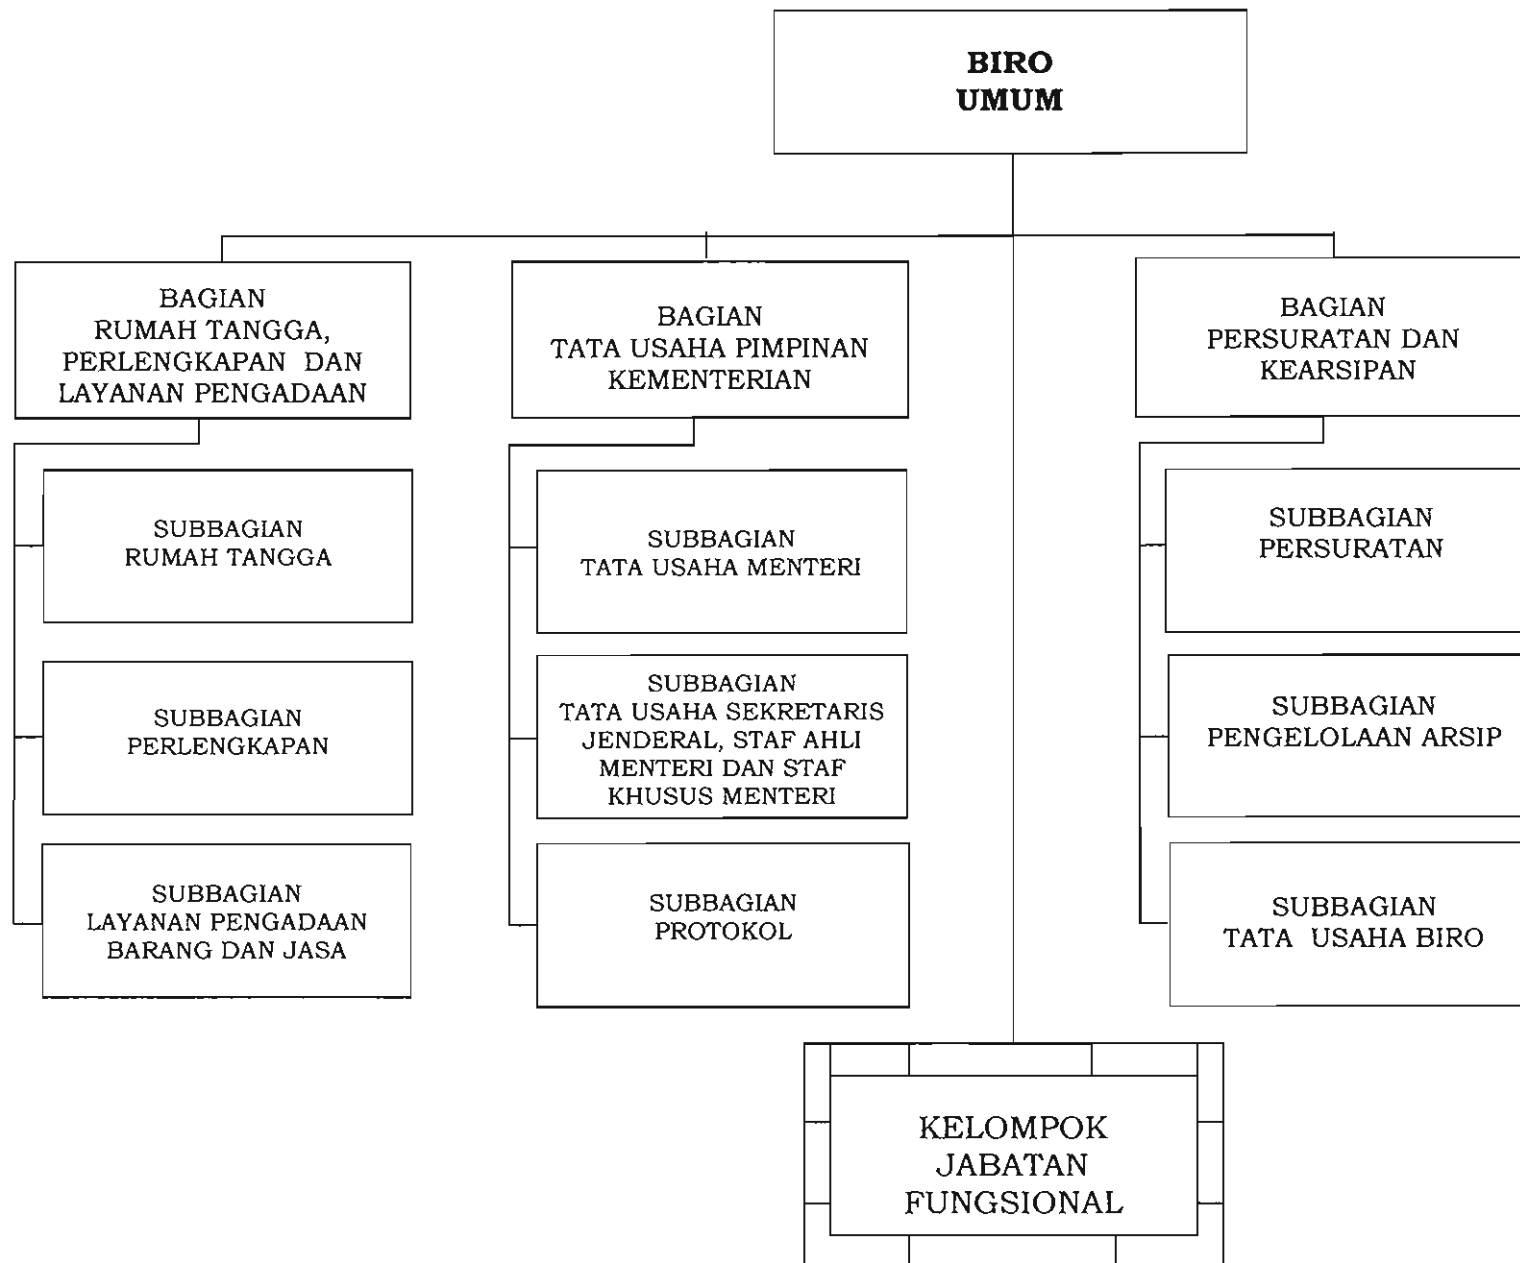 BIRO
UMUM
BAGIAN
RUMAH TANGGA,
PERLENGKAPAN DAN
LAYANAN PENGADAAN
BAGIAN
TATA USAHA PIMPINAN
KEMENTERIAN
BAGIAN
PERSURATAN DAN
KEARSIPAN
SUBBAGIAN
RUMAH TANGGA
SUBBAGIAN
TATA USAHA MENTERI
SUBBAGIAN
PERSURATAN
SUBBAGIAN
PERLENGKAPAN
SUBBAGIAN
TATA USAHA SEKRETARIS
JENDERAL, STAF AHLI
MENTERI DAN STAF
KHUSUS MENTERI
SUBBAGIAN
PENGELOLAAN ARSIP
SUBBAGIAN
LAYANAN PENGADAAN
BARANG DAN JASA
SUBBAGIAN
PROTOKOL
SUBBAGIAN
TATA USAHA BIRO
KELOMPOK
JABATAN
FUNGSIONAL